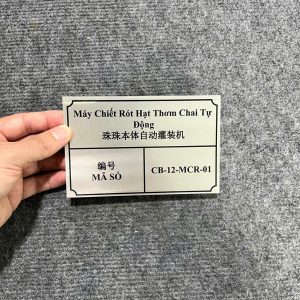 Máy Chiết Rót Hạt Thơm Chai Tự
Động
珠珠本体自动灌装机
编号
MÃ SỐ
CB-12-MCR-01